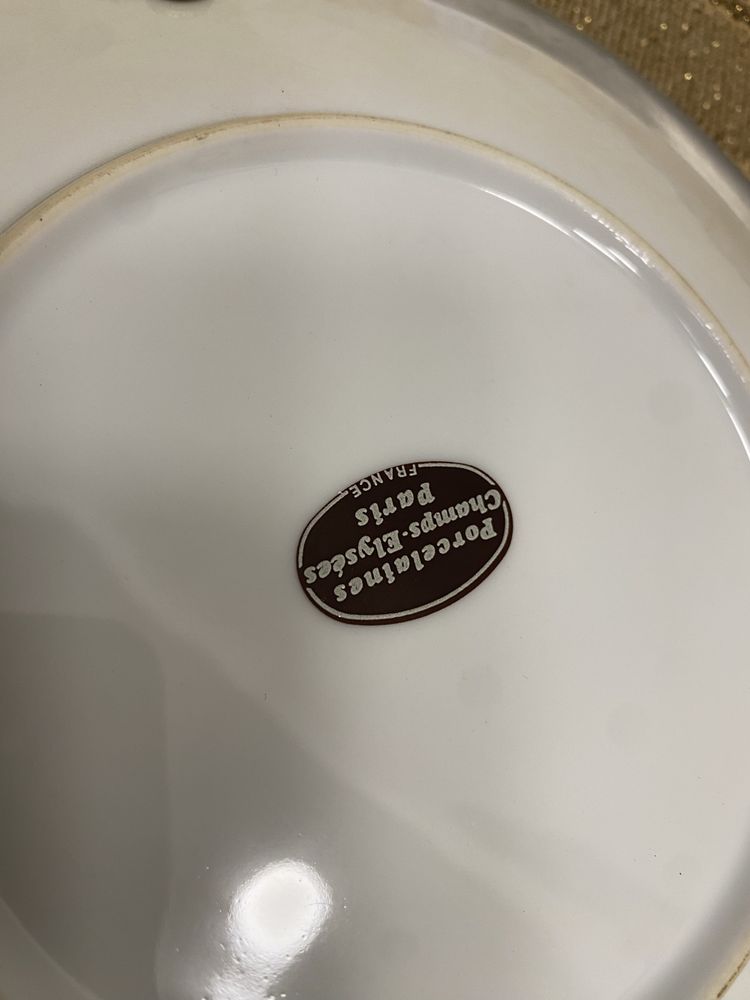 Porcelaines
Champs-Elysées
Paris
FRANCE